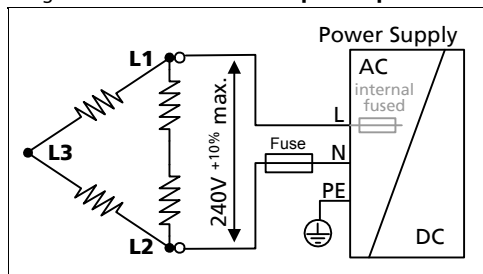 Power Supply
AC
internal
fused
L1
L
Fuse
N
L3
240V +10% max.
PE
L2
DC